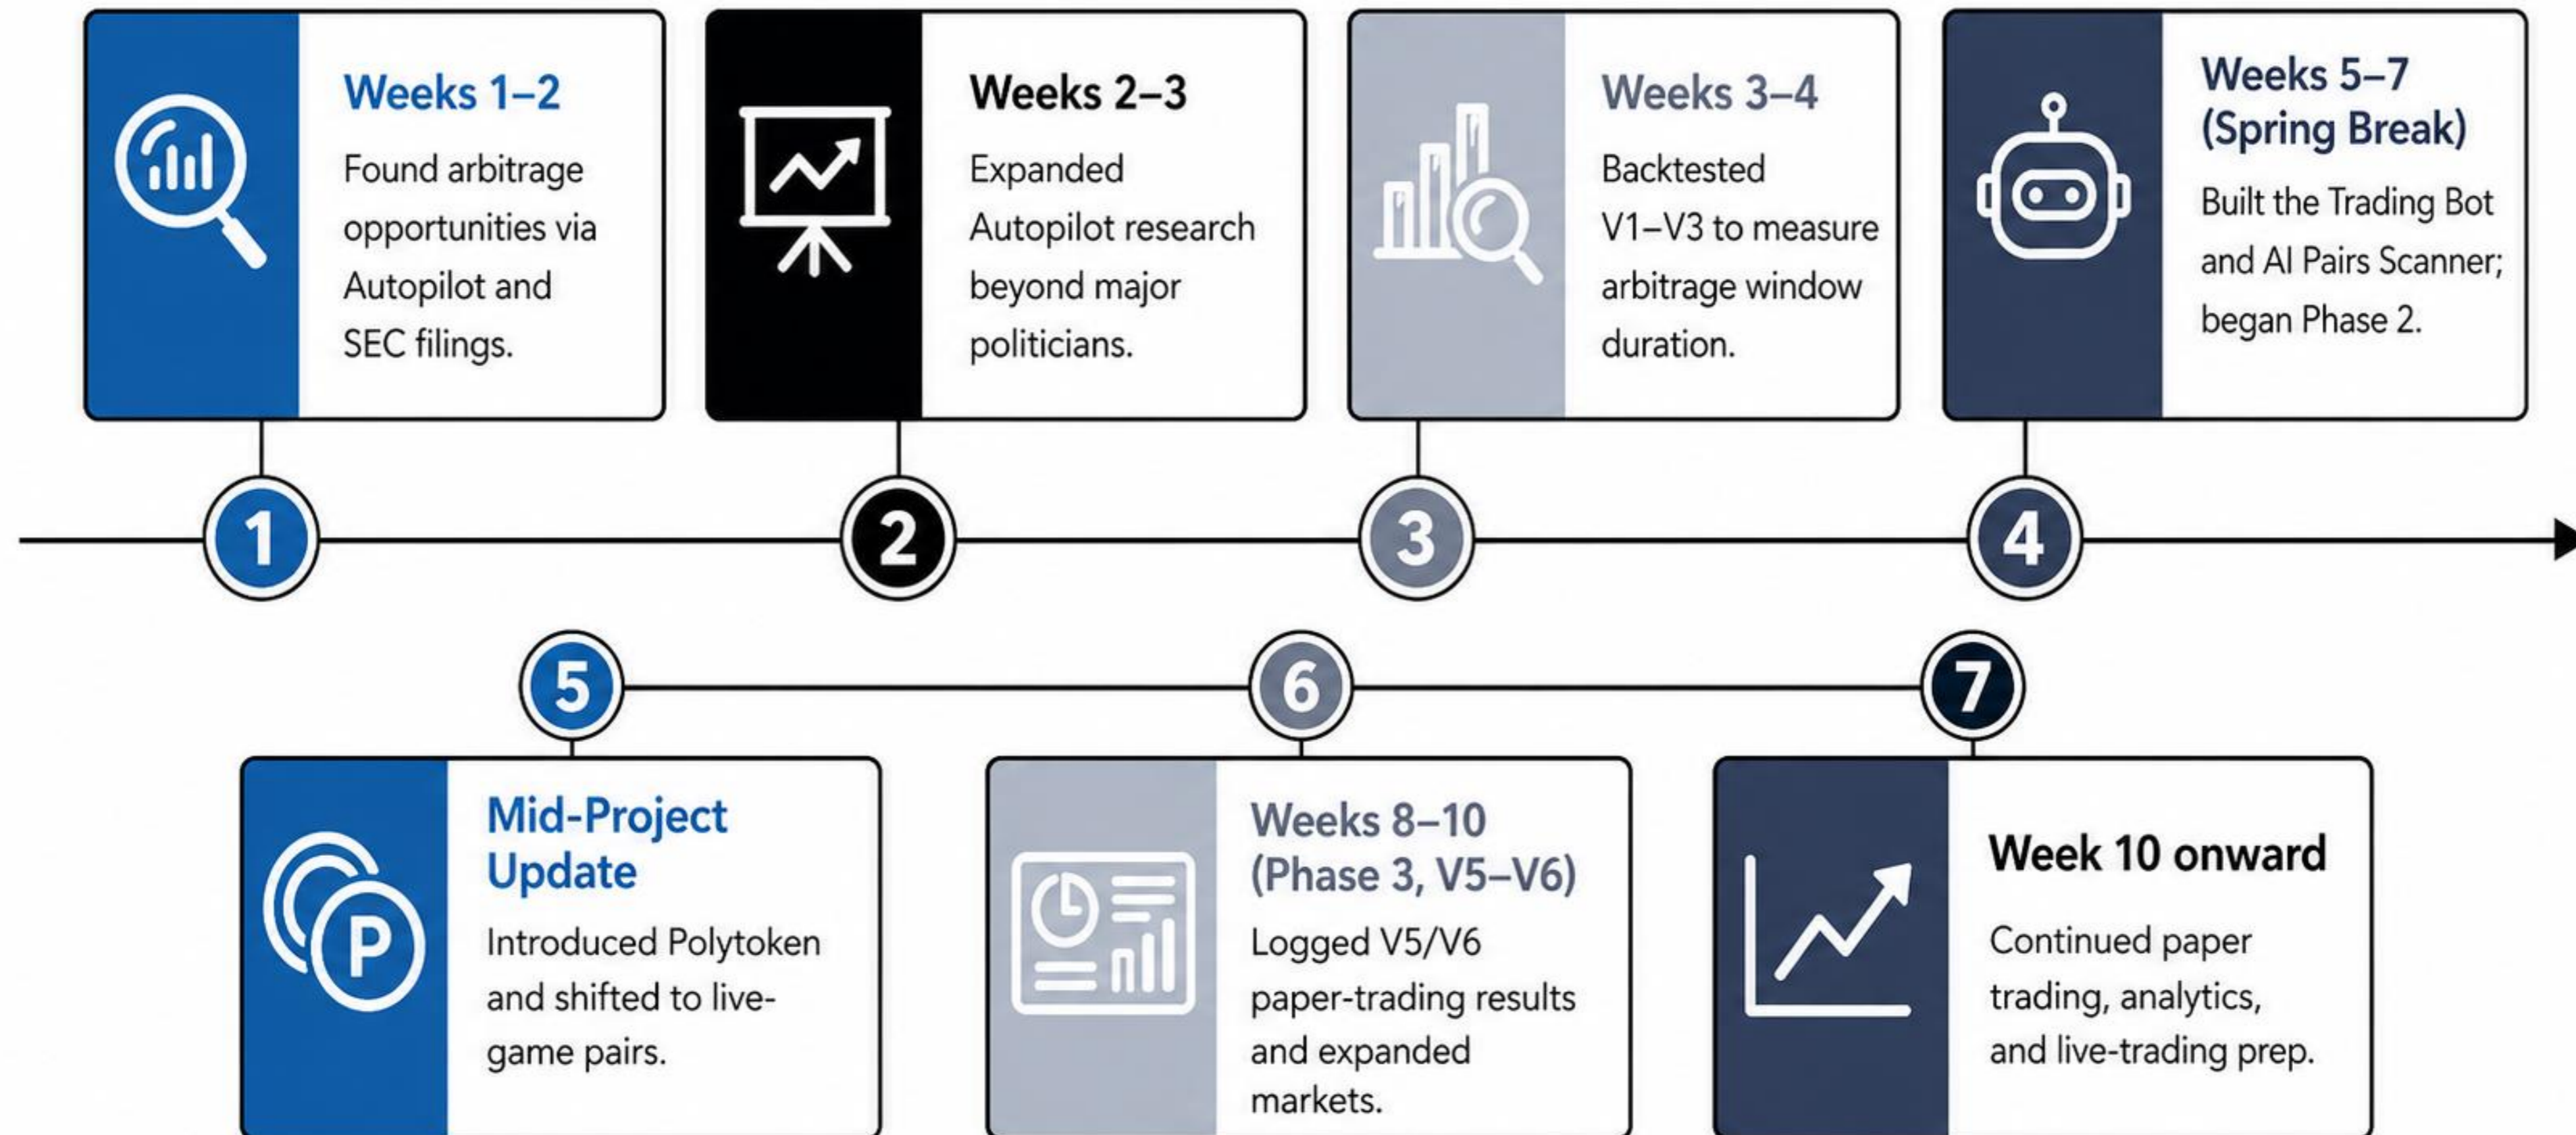 Weeks 1–2
Found arbitrage
opportunities via
Autopilot and
SEC filings.
Weeks 2–3
Expanded
Autopilot research
beyond major
politicians.
Weeks 3–4
Backtested
V1–V3 to measure
arbitrage window
duration.
Weeks 5–7
(Spring Break)
Built the Trading Bot
and AI Pairs Scanner;
began Phase 2.
1
2
3
4
5
6
7
P
Mid-Project
Update
Introduced Polytoken
and shifted to live-
game pairs.
Weeks 8–10
(Phase 3, V5–V6)
Logged V5/V6
paper-trading results
and expanded
markets.
Week 10 onward
Continued paper
trading, analytics,
and live-trading prep.